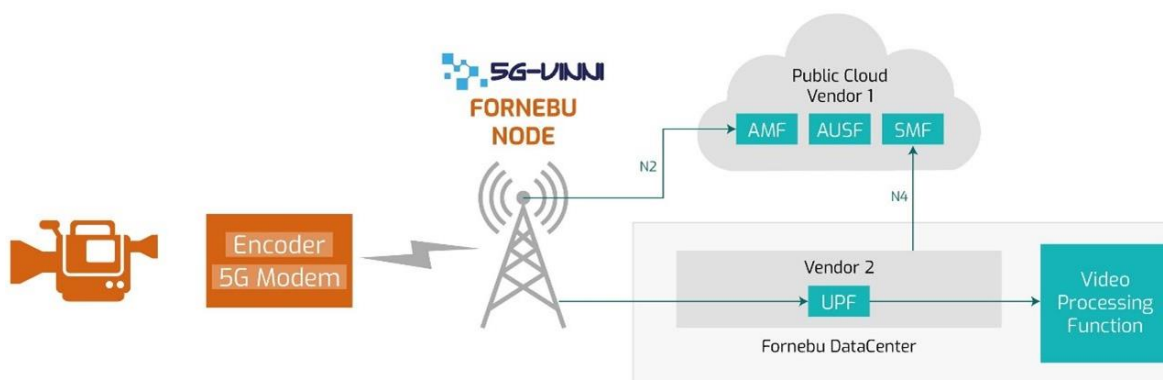 5G-VINNI
FORNEBU
NODE
Public Cloud
Vendor 1
AMF
AUSF
SMF
N2
N4
Encoder
5G Modem
Vendor 2
UPF
Fornebu DataCenter
Video
Processing
Function